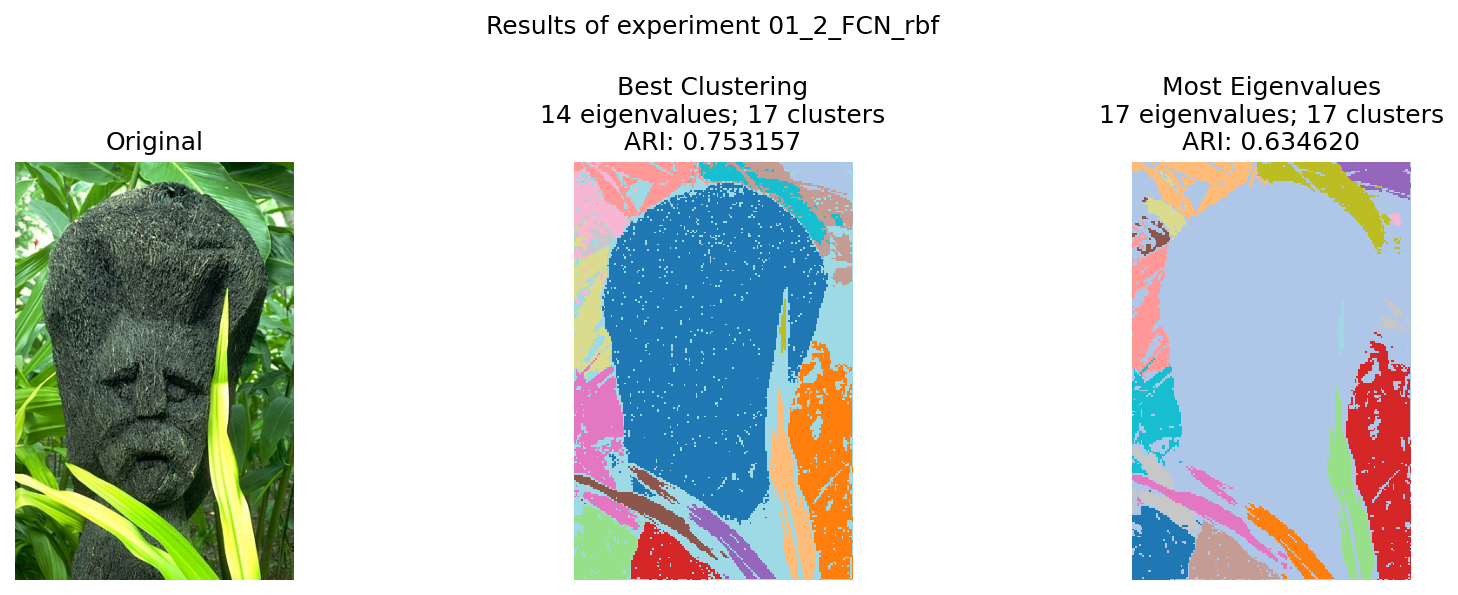 Results of experiment 01_2_FCN_rbf
Original
Best Clustering
14 eigenvalues; 17 clusters
ARI: 0.753157
Most Eigenvalues
17 eigenvalues; 17 clusters
ARI: 0.634620